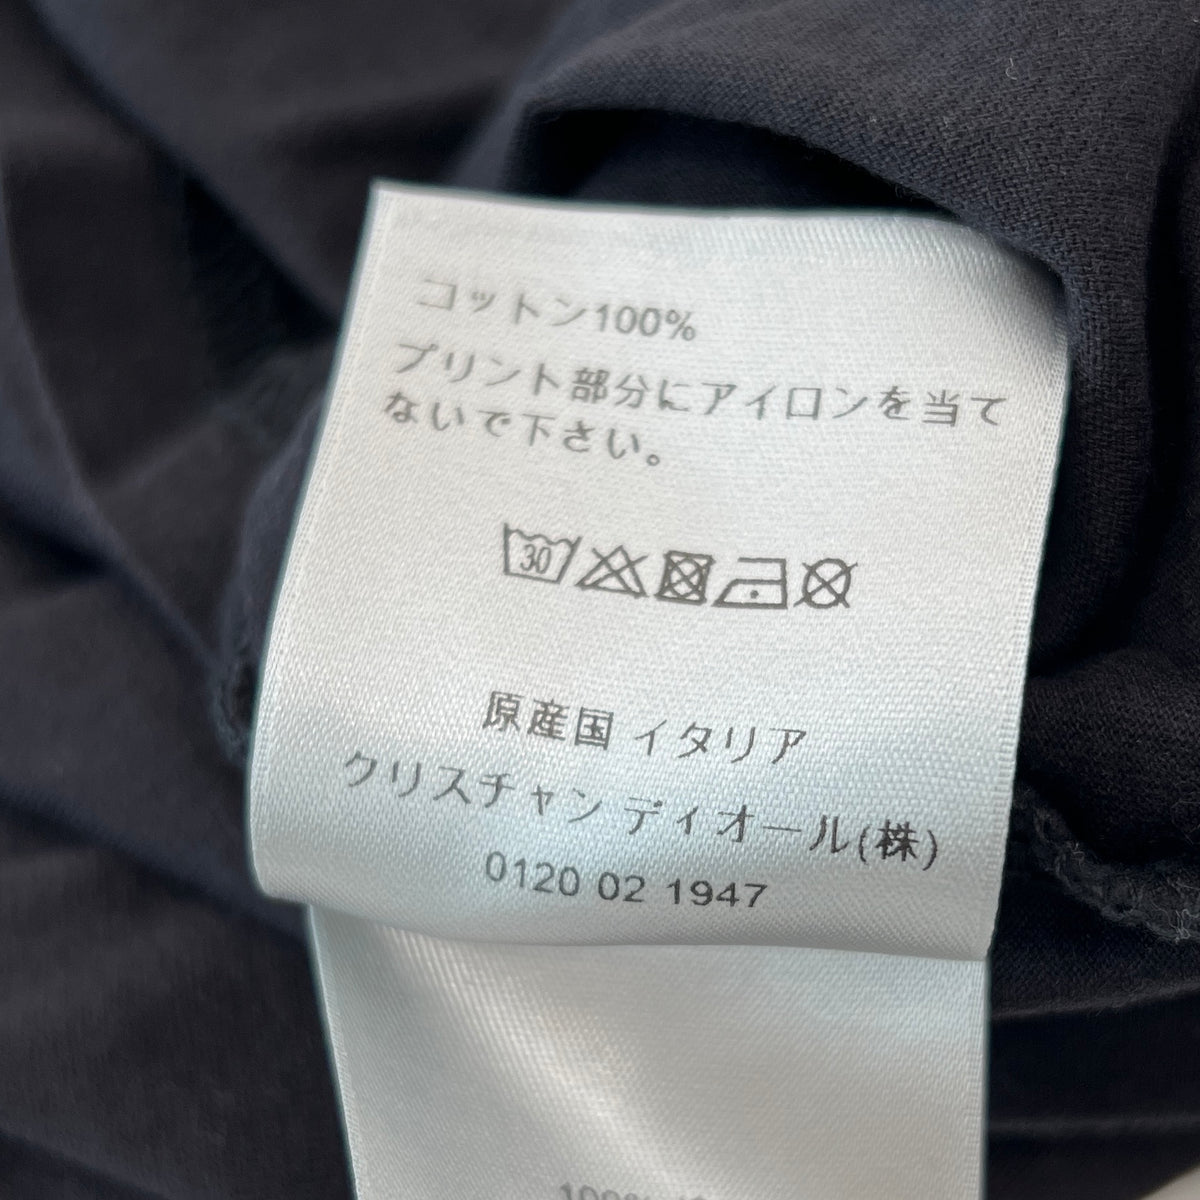 コットン100%
プリント部分にアイロンを当て
ないで下さい。
30
原産国 イタリア
クリスチャン ディオール(株)
0120 02 1947